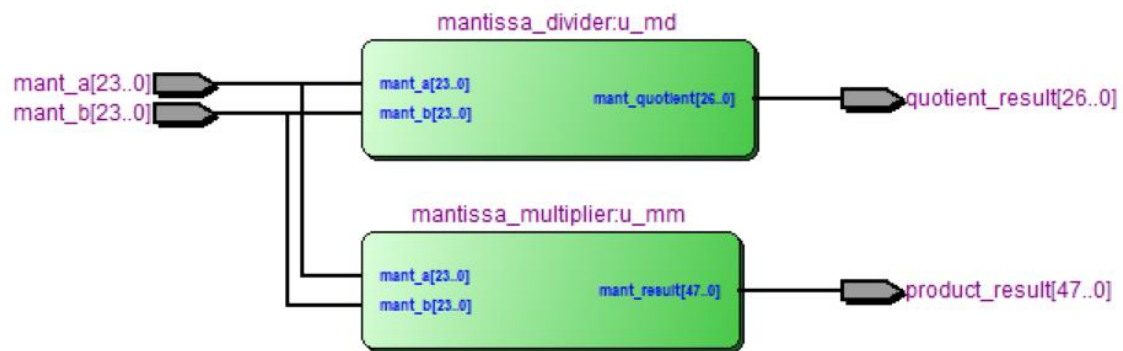 mantissa_divider:u_md
mant_a[23..0]
mant_b[23..0]
mant_a[23..0]
mant_b[23..0]
mant_quotient[26..0]
quotient_result[26..0]
mantissa_multiplier:u_mm
mant_a[23..0]
mant_b[23..0]
mant_result[47..0]
product_result[47..0]